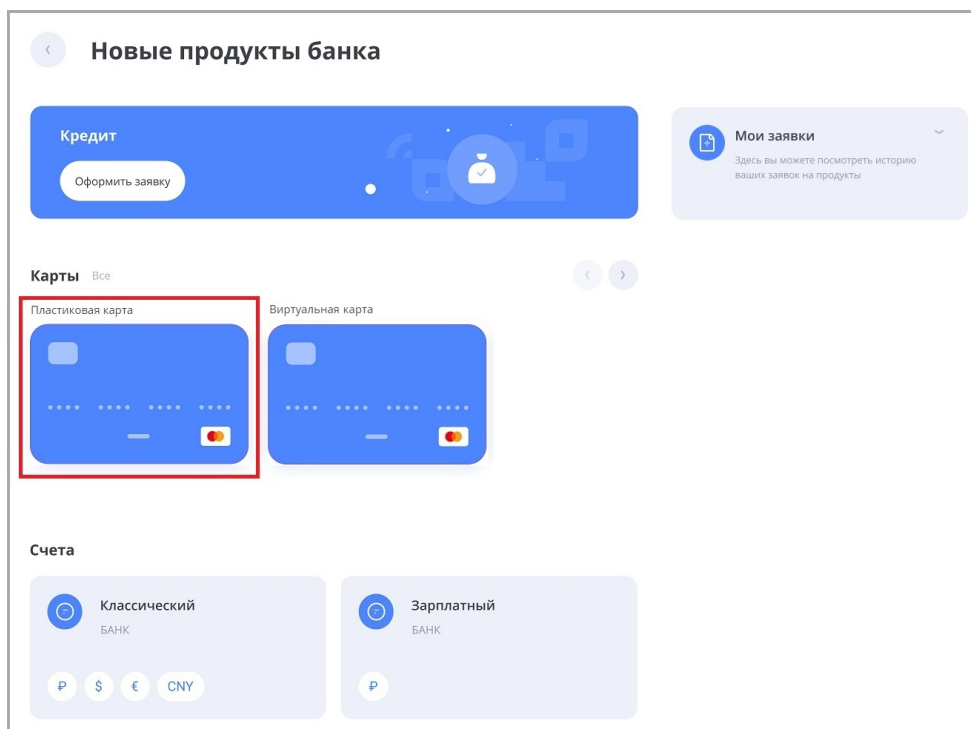 Новые продукты банка
Кредит
Оформить заявку
Мои заявки
Здесь вы можете посмотреть историю
ваших заявок на продукты
Карты Все
Пластиковая карта
Виртуальная карта
Счета
Классический
БАНК
₽ $ € CNY
Зарплатный
БАНК
₽